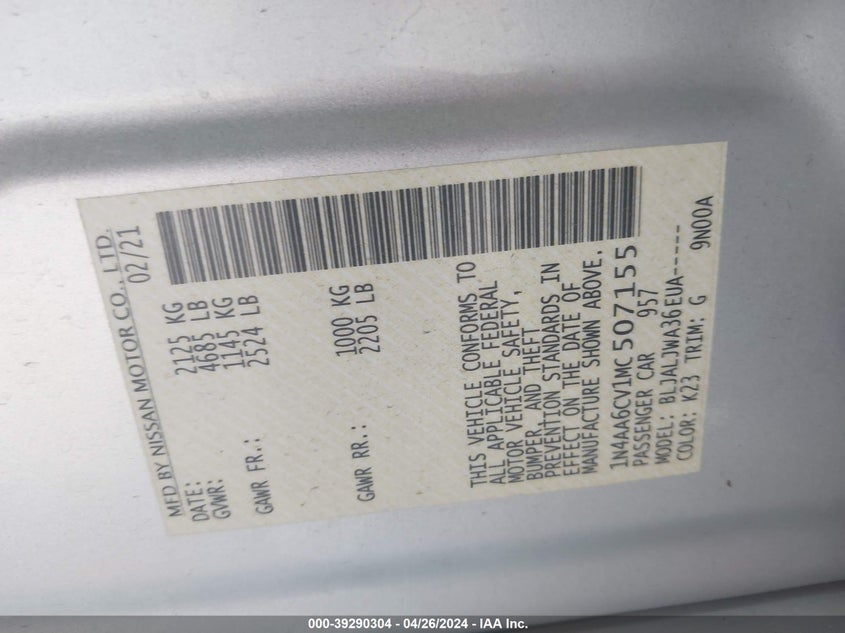 MFD BY NISSAN MOTOR CO., LTD.
DATE: 02/21
GVWR: 2125 KG
4685 LB
GAWR FR.: 1145 KG
2524 LB
GAWR RR.: 1000 KG
2205 LB
THIS VEHICLE CONFORMS TO
ALL APPLICABLE FEDERAL
MOTOR VEHICLE SAFETY,
BUMPER, AND THEFT
PREVENTION STANDARDS IN
EFFECT ON THE DATE OF
MANUFACTURE SHOWN ABOVE.
1N4AA6CV1MC507155
PASSENGER CAR 957
MODEL: BLJALJWA36EUA-----
COLOR: K23 TRIM: G 9N00A
000-39290304 - 04/26/2024 - IAA Inc.